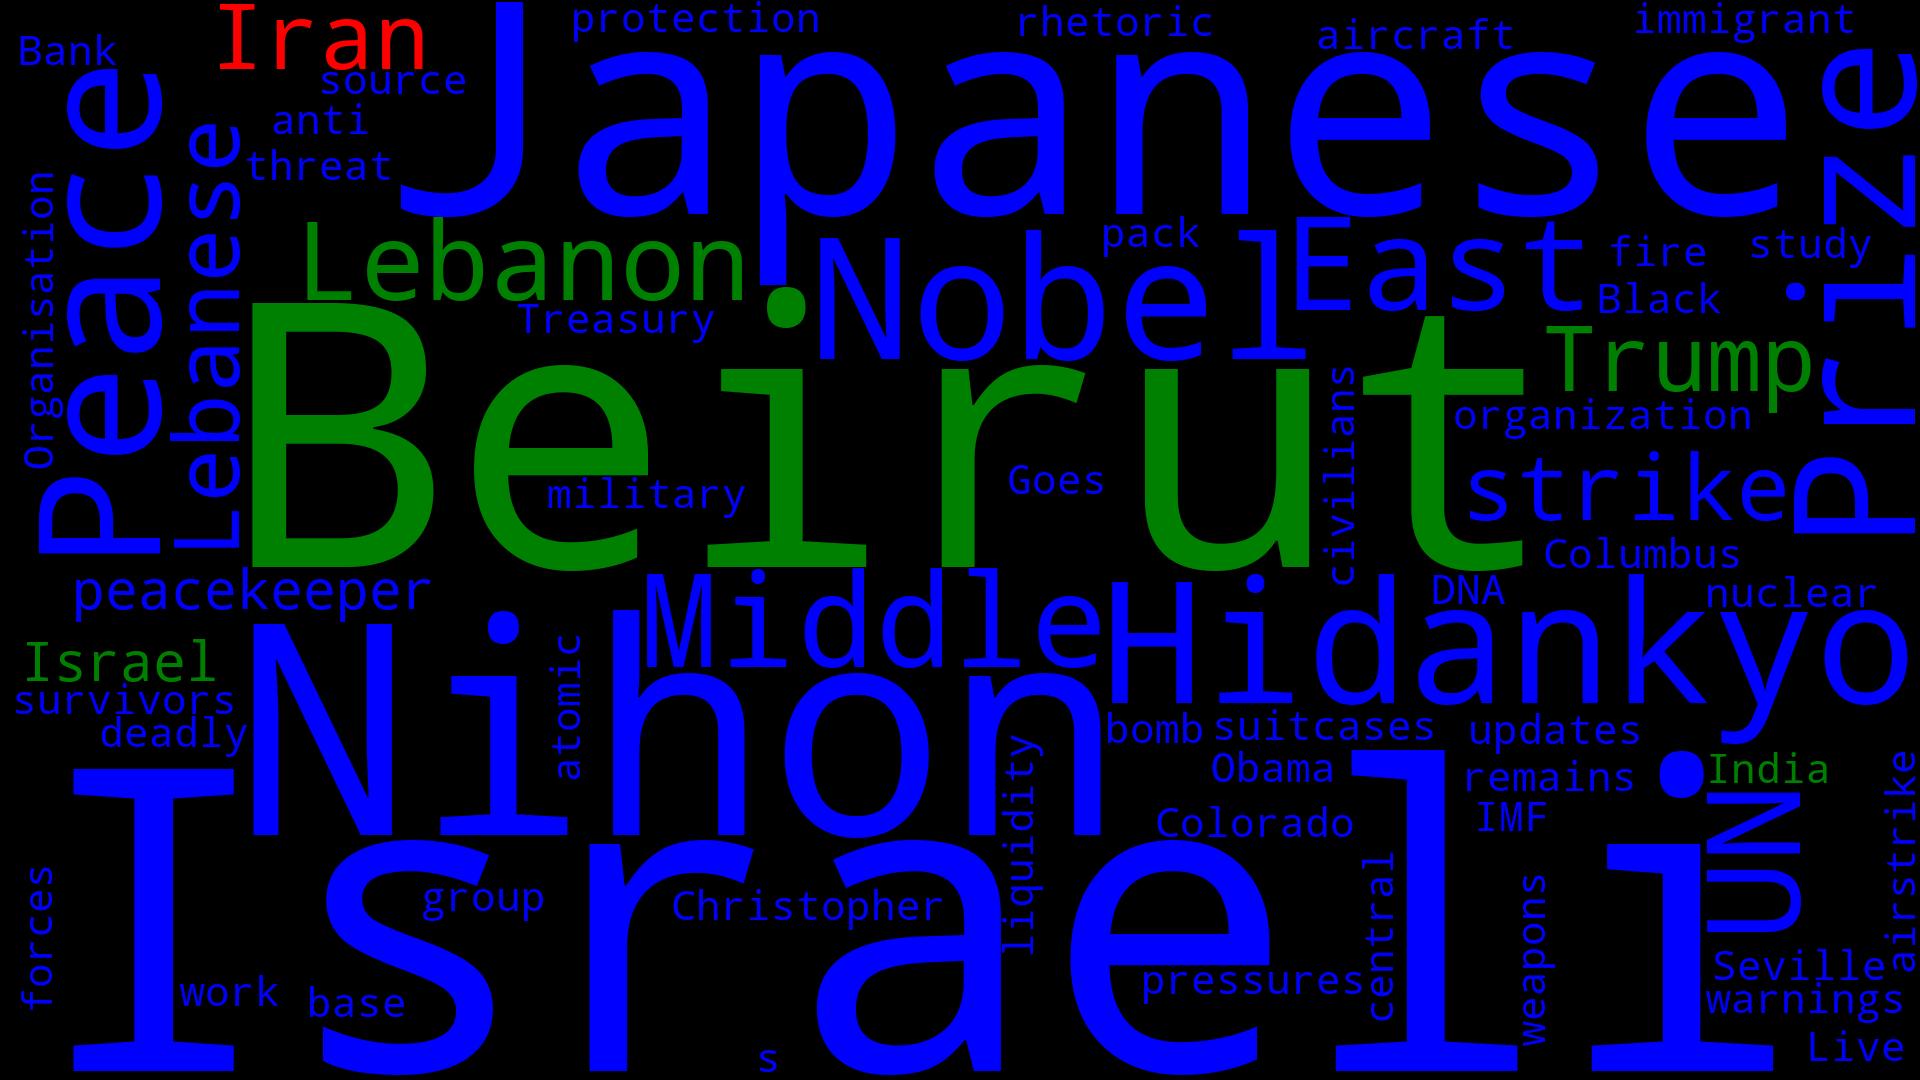 protection
rhetoric
aircraft
immigrant
Bank
Iran
source
Japanese
anti
threat
Peace
Lebanese
Organisation
Prize
Lebanon
pack
Nobel
East
fire
study
Black
Treasury
Beirut
Trump
organization
civilians
military
Goes
strike
Columbus
peacekeeper
Middle
Hidankyo
DNA
nuclear
Israel
survivors
deadly
Nihon
atomic
bomb
suitcases
updates
Obama
remains
India
IMF
Colorado
liquidity
UN
airstrike
Israeli
group
Christopher
central
weapons
forces
work
base
pressures
Seville
warnings
Live
s